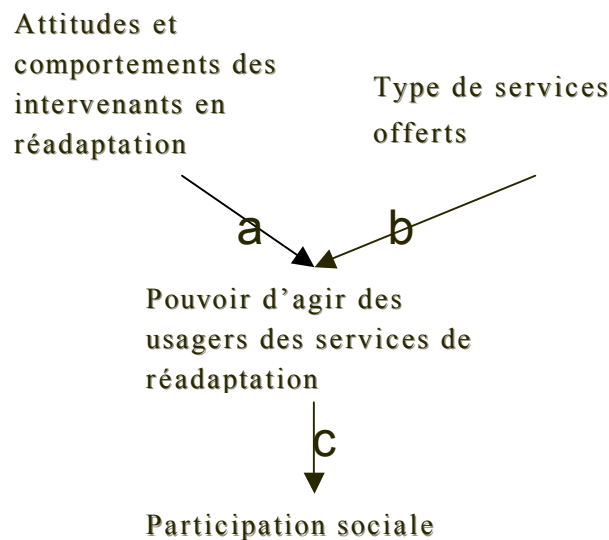 Attitudes et
comportements des
intervenants en
réadaptation
Type de services
offerts
a
b
Pouvoir d’agir des
usagers des services de
réadaptation
c
Participation sociale